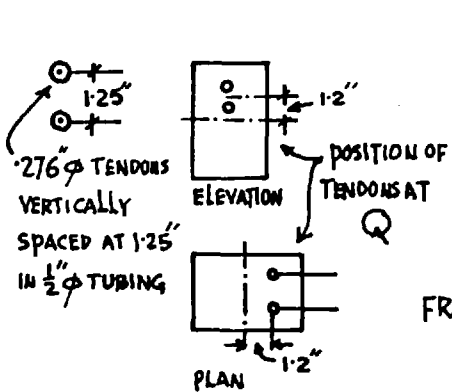 1.25"
.276"φ TENDONS
VERTICALLY
SPACED AT 1.25"
IN ½"φ TUBING
1.2"
ELEVATION
POSITION OF
TENDONS AT
Q
1.2"
PLAN
FR